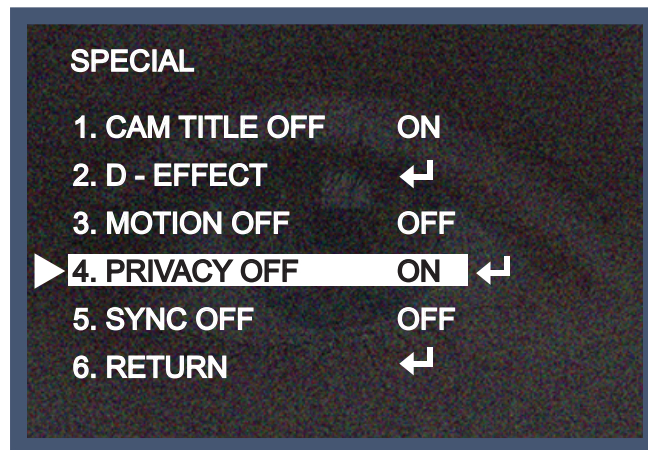 SPECIAL
1. CAM TITLE OFF ON
2. D - EFFECT ↵
3. MOTION OFF OFF
4. PRIVACY OFF ON ↵
5. SYNC OFF OFF
6. RETURN ↵